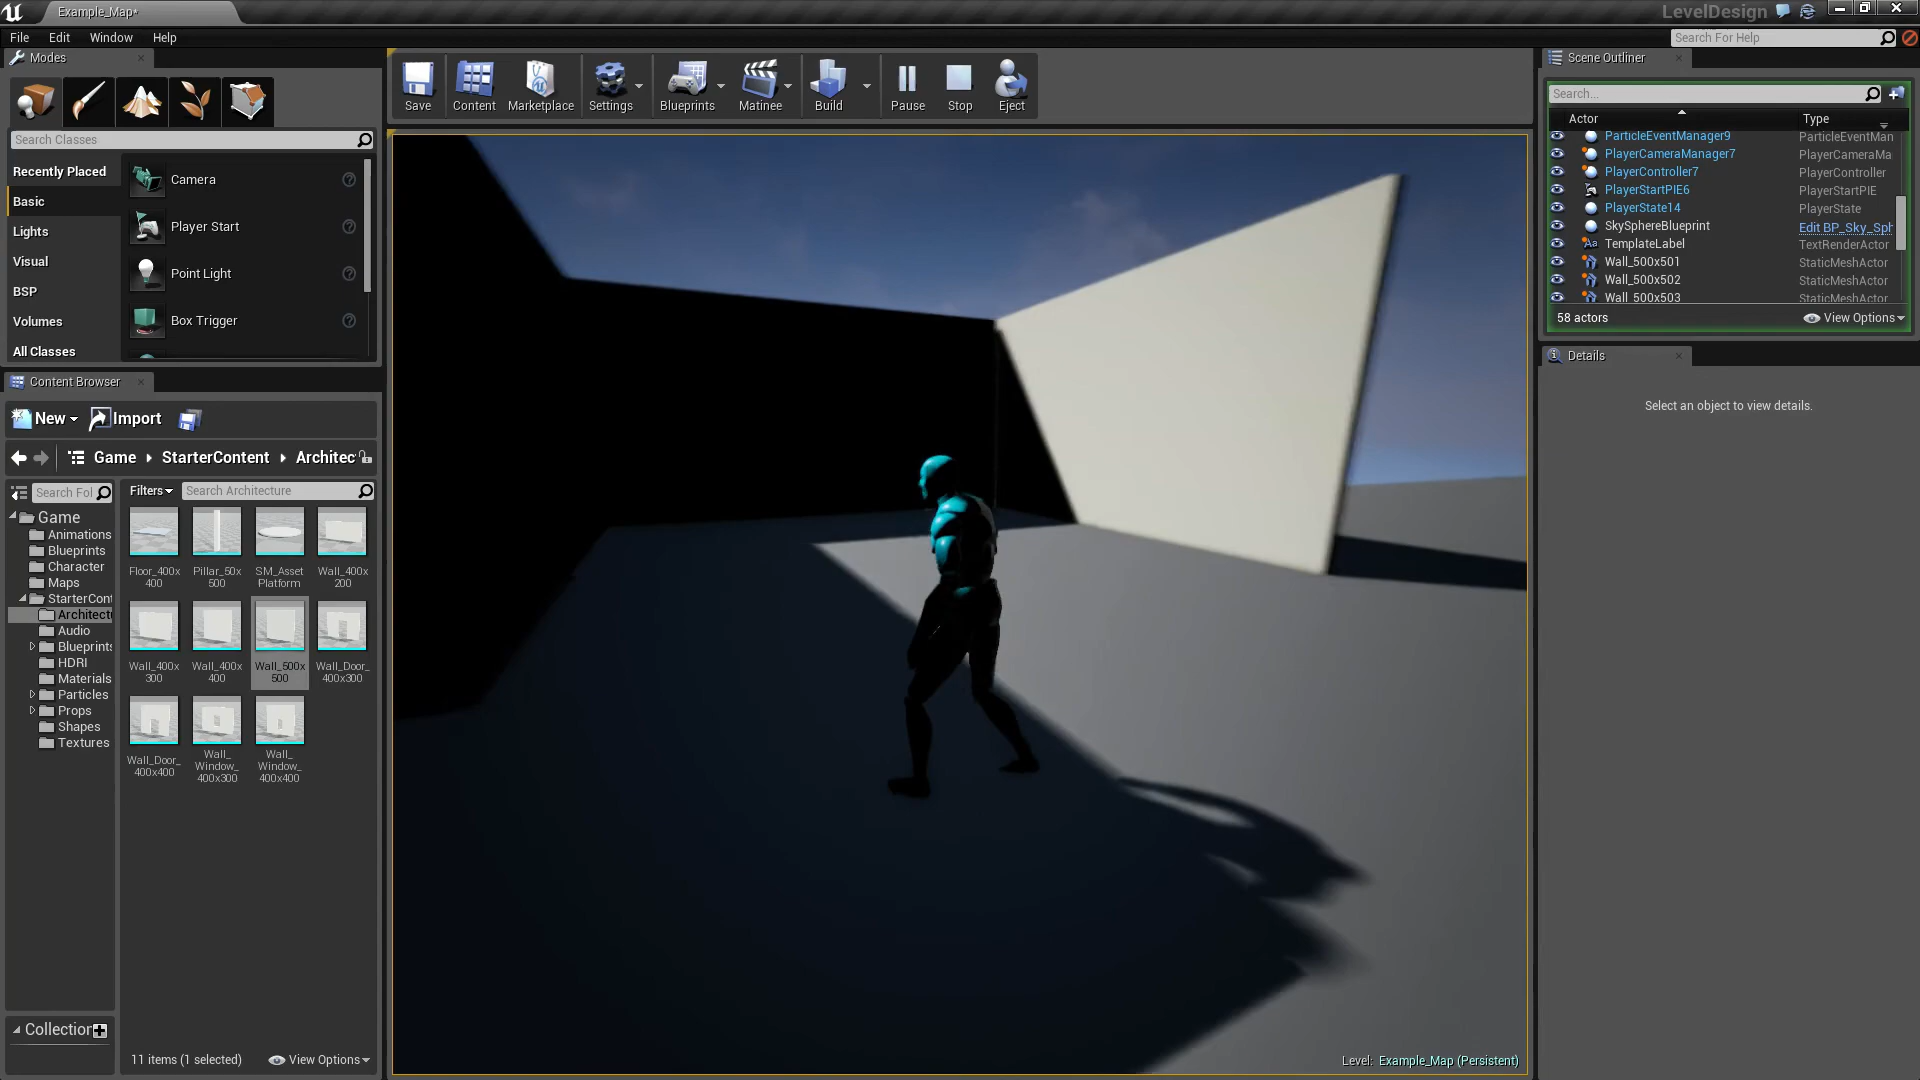 Example_Map*
LevelDesign
File Edit Window Help
Search For Help
Modes
Search Classes
Recently Placed
Basic
Lights
Visual
BSP
Volumes
All Classes
Camera
Player Start
Point Light
Box Trigger
Save
Content
Marketplace
Settings
Blueprints
Matinee
Build
Pause
Stop
Eject
Scene Outliner
Search...
Actor Type
ParticleEventManager9 ParticleEventMan
PlayerCameraManager7 PlayerCameraMa
PlayerController7 PlayerController
PlayerStartPIE6 PlayerStartPIE
PlayerState14 PlayerState
SkySphereBlueprint Edit BP_Sky_Sph
TemplateLabel TextRenderActor
Wall_500x501 StaticMeshActor
Wall_500x502 StaticMeshActor
Wall_500x503 StaticMeshActor
58 actors View Options
Details
Select an object to view details.
Content Browser
New Import
Game StarterContent Architec
Search Fol
Game
Animations
Blueprints
Character
Maps
StarterCont
Architectu
Audio
Blueprints
HDRI
Materials
Particles
Props
Shapes
Textures
Collection
Filters Search Architecture
Floor_400x
400
Pillar_50x
500
SM_Asset
Platform
Wall_400x
200
Wall_400x
300
Wall_400x
400
Wall_500x
500
Wall_Door_
400x300
Wall_Door_
400x400
Wall_
Window_
400x300
Wall_
Window_
400x400
11 items (1 selected) View Options
Level: Example_Map (Persistent)